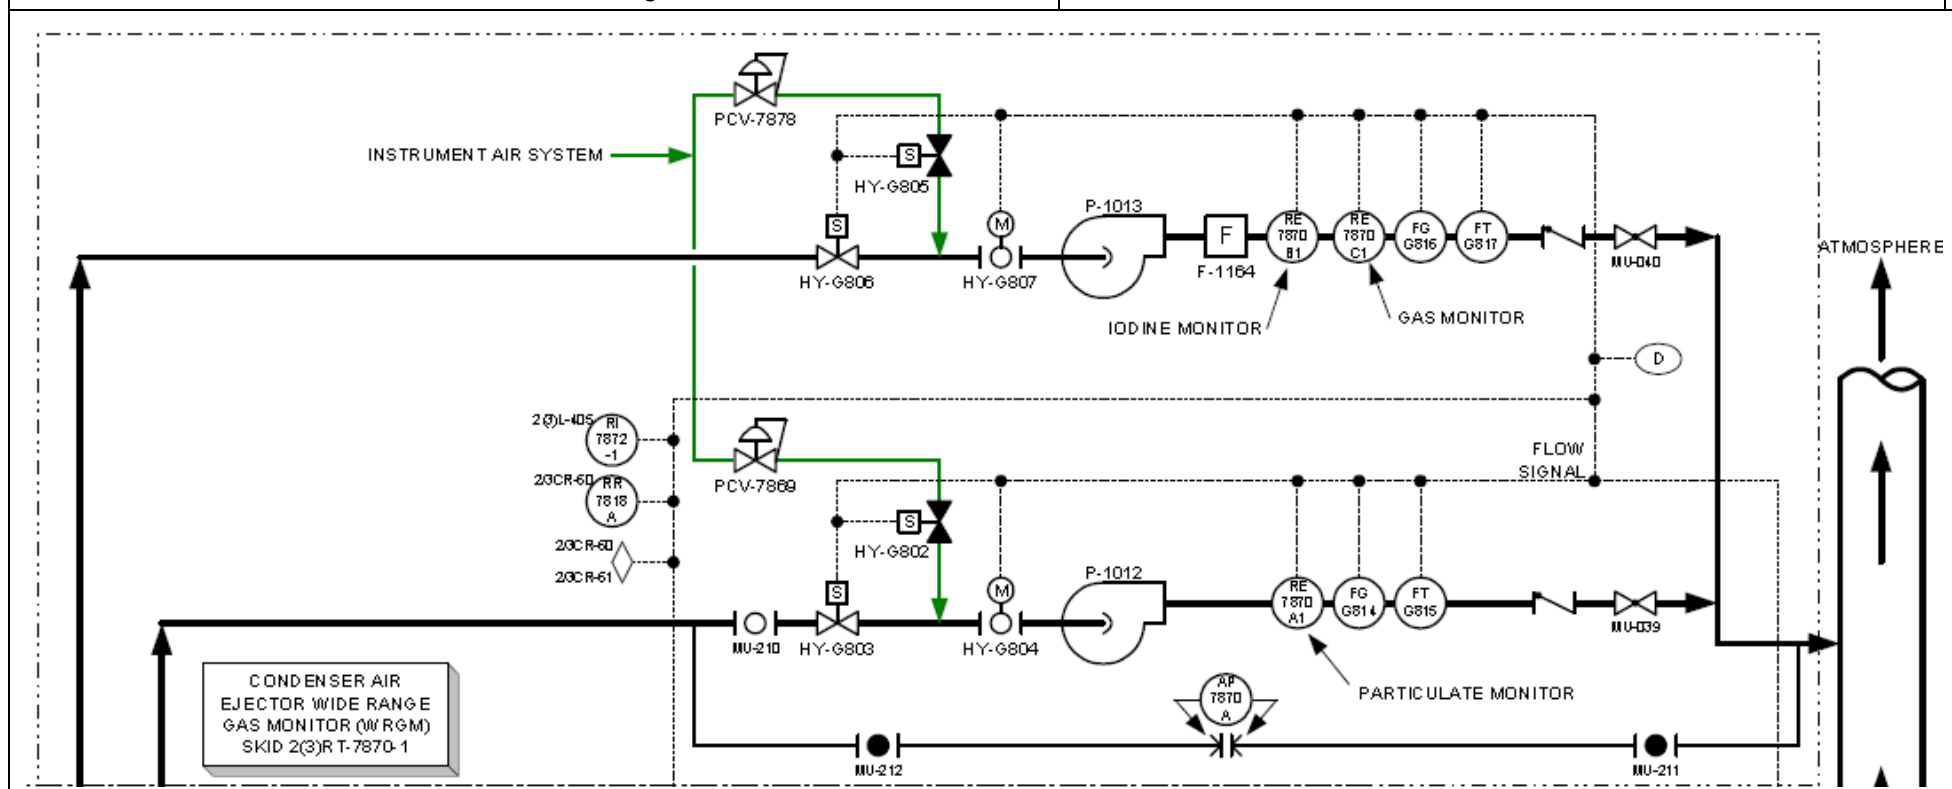 PCV-7878
INSTRUMENT AIR SYSTEM
S
HY-G805
S
HY-G806
M
HY-G807
P-1013
F
F-1164
RE
7870
B1
RE
7870
C1
FG
G816
FT
G817
MU-040
IODINE MONITOR
GAS MONITOR
ATMOSPHERE
D
2(3)L-405
RI
7872
-1
2/3CR-60
RR
7818
A
2/3CR-60
2/3CR-61
PCV-7869
FLOW
SIGNAL
S
HY-G802
MU-210
S
HY-G803
M
HY-G804
P-1012
RE
7870
A1
FG
G814
FT
G815
MU-039
PARTICULATE MONITOR
CONDENSER AIR
EJECTOR WIDE RANGE
GAS MONITOR (WRGM)
SKID 2(3)RT-7870-1
AP
7870
A
MU-212
MU-211